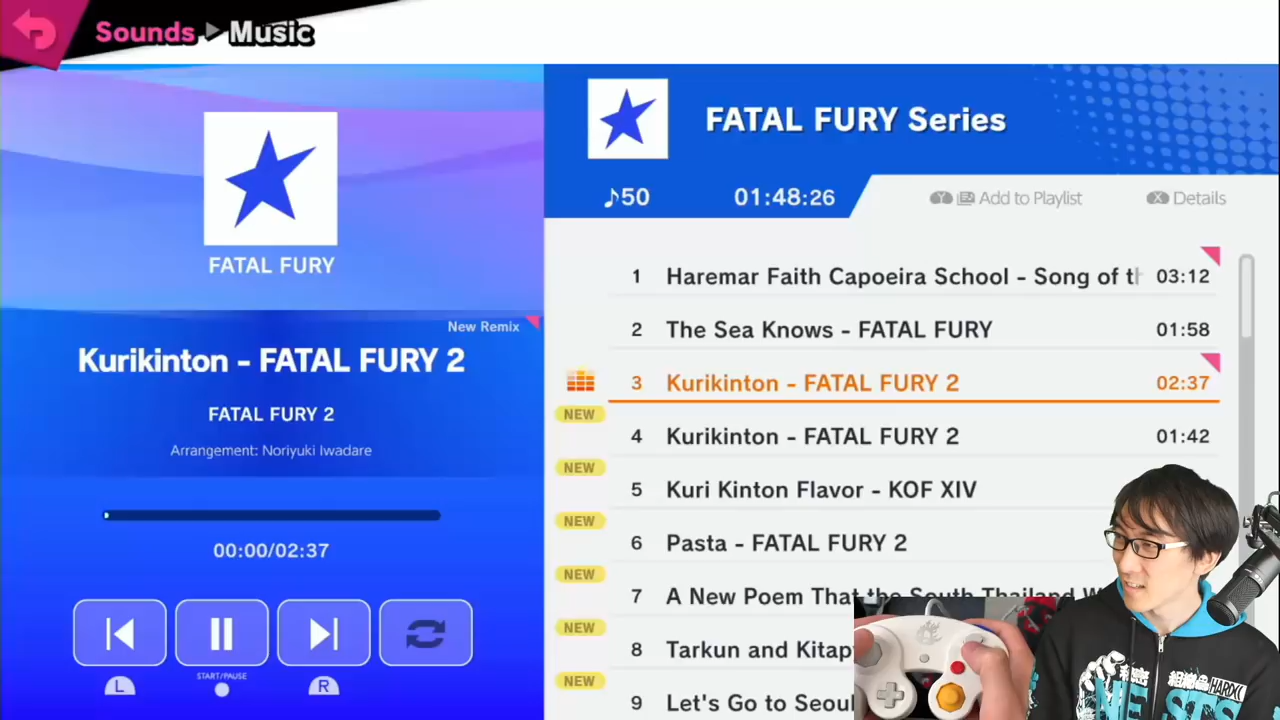 Sounds ▶ Music
FATAL FURY
New Remix
Kurikinton - FATAL FURY 2
FATAL FURY 2
Arrangement: Noriyuki Iwadare
00:00/02:37
START/PAUSE
L
R
FATAL FURY Series
♪50 01:48:26
Y Add to Playlist X Details
1 Haremar Faith Capoeira School - Song of th 03:12
2 The Sea Knows - FATAL FURY 01:58
3 Kurikinton - FATAL FURY 2 02:37
NEW
4 Kurikinton - FATAL FURY 2 01:42
NEW
5 Kuri Kinton Flavor - KOF XIV
NEW
6 Pasta - FATAL FURY 2
NEW
7 A New Poem That the South Thailand W
NEW
8 Tarkun and Kitap
NEW
9 Let's Go to Seoul
HARDC
NESTS